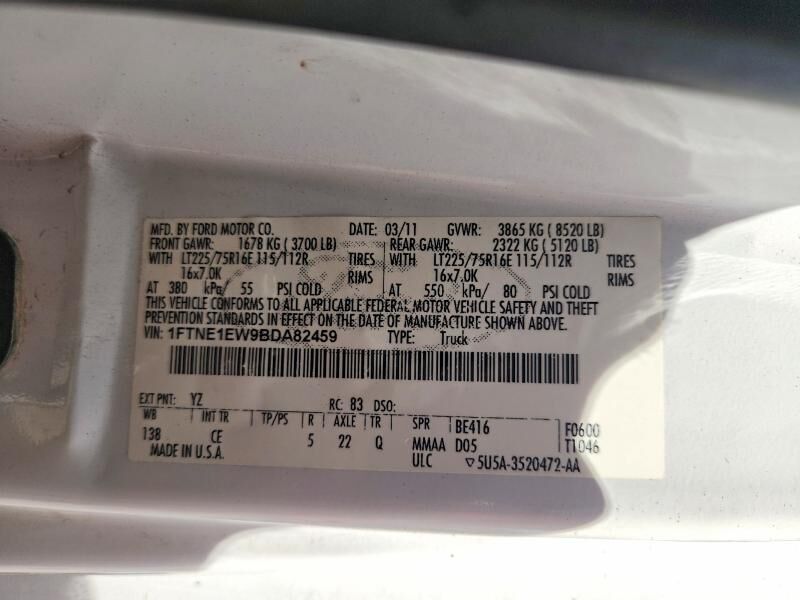 MFD. BY FORD MOTOR CO. DATE: 03/11 GVWR: 3865 KG ( 8520 LB)
FRONT GAWR: 1678 KG ( 3700 LB) REAR GAWR: 2322 KG ( 5120 LB)
WITH LT225/75R16E 115/112R TIRES WITH LT225/75R16E 115/112R TIRES
16x7.0K RIMS 16x7.0K RIMS
AT 380 kPa/ 55 PSI COLD AT 550 kPa/ 80 PSI COLD
THIS VEHICLE CONFORMS TO ALL APPLICABLE FEDERAL MOTOR VEHICLE SAFETY AND THEFT
PREVENTION STANDARDS IN EFFECT ON THE DATE OF MANUFACTURE SHOWN ABOVE.
VIN: 1FTNE1EW9BDA82459 TYPE: Truck
EXT PNT: YZ RC: 83 DSO:
WB INT TR TP/PS R AXLE TR SPR BE416 F0600
138 CE 5 22 Q MMAA D05 T1046
MADE IN U.S.A. ULC ▽5U5A-3520472-AA